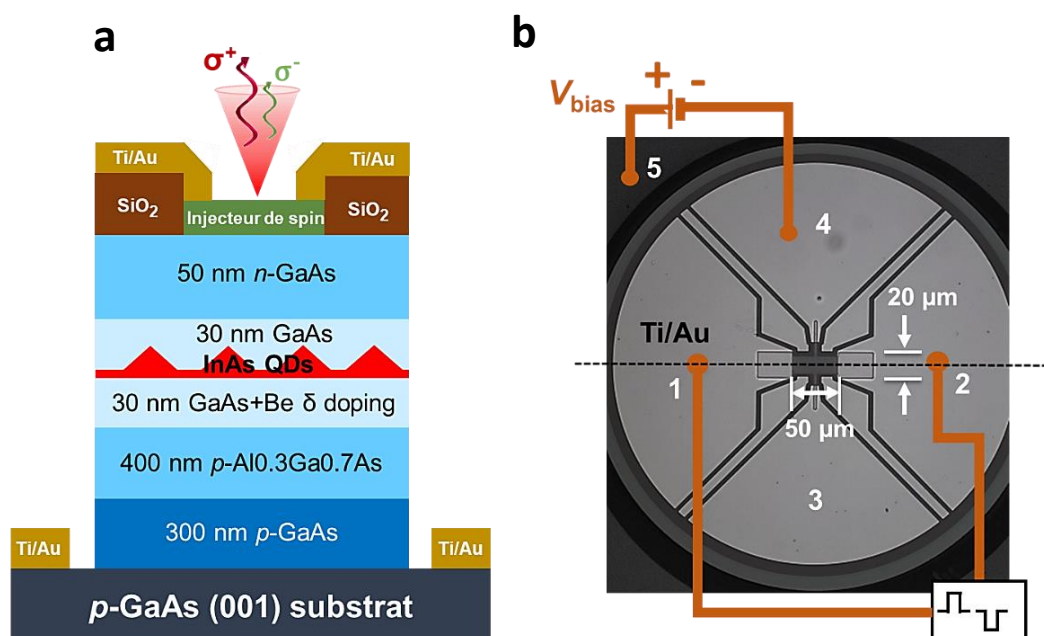 a
σ+ σ-
Ti/Au Ti/Au
SiO2 Injecteur de spin SiO2
50 nm n-GaAs
30 nm GaAs
InAs QDs
30 nm GaAs+Be δ doping
400 nm p-Al0.3Ga0.7As
300 nm p-GaAs
Ti/Au Ti/Au
p-GaAs (001) substrat
b
+ -
Vbias
5
4
20 µm
Ti/Au
1 2
50 µm
3